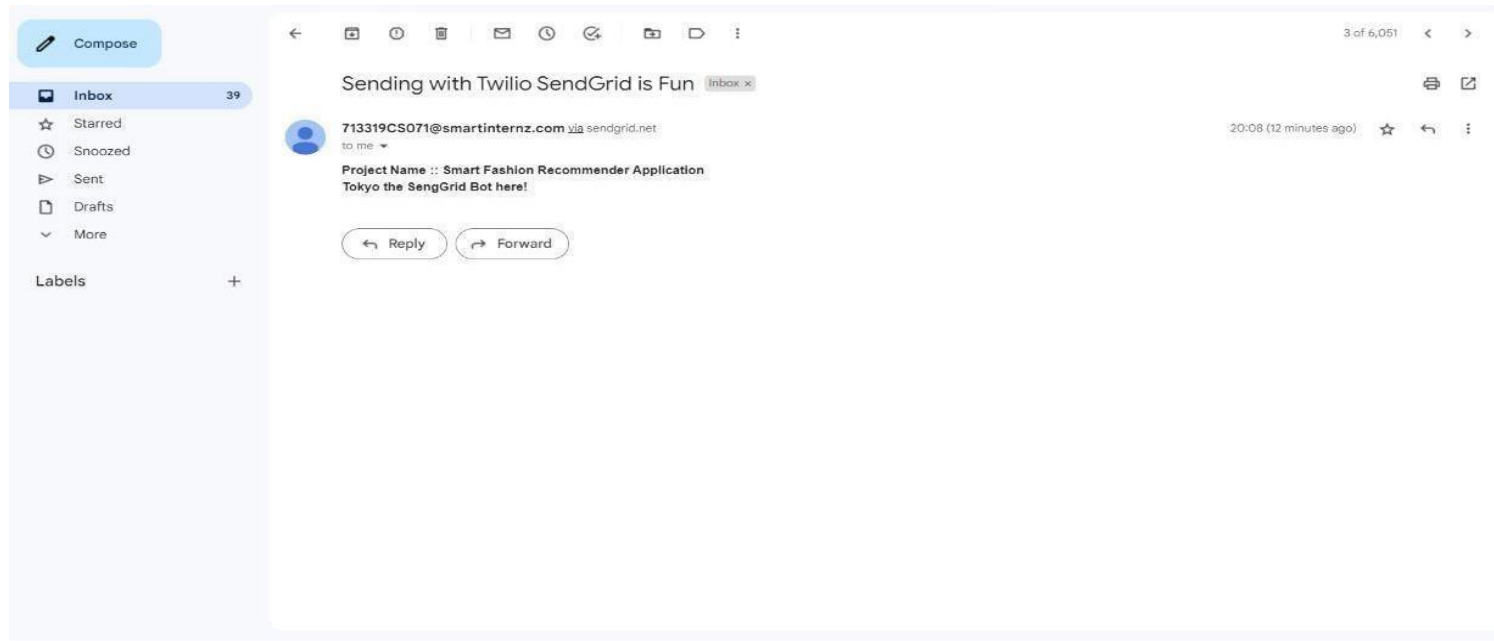 Compose
3 of 6,051
Inbox 39
Starred
Snoozed
Sent
Drafts
More
Labels
Sending with Twilio SendGrid is Fun Inbox ×
713319CS071@smartinternz.com via sendgrid.net 20:08 (12 minutes ago)
to me
Project Name :: Smart Fashion Recommender Application
Tokyo the SengGrid Bot here!
Reply Forward